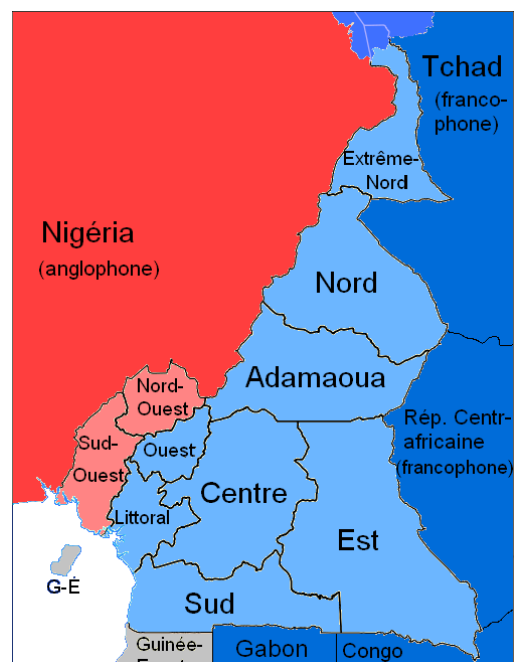 Tchad
(franco-
phone)
Extrême-
Nord
Nigéria
(anglophone)
Nord
Adamaoua
Nord-
Ouest
Rép. Centr-
africaine
(francophone)
Sud-
Ouest
Ouest
Centre
Littoral
Est
G-É
Sud
Guinée-
Gabon
Congo